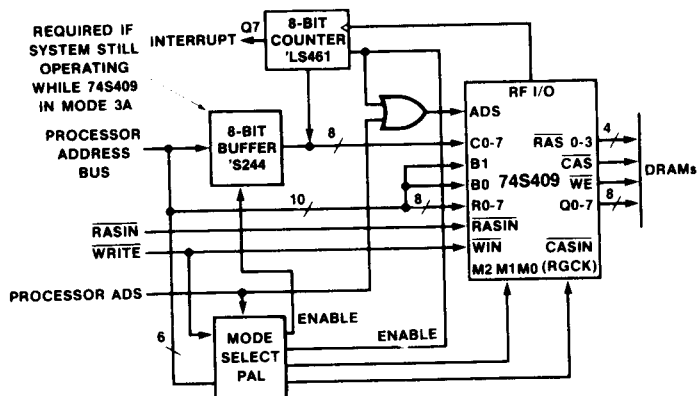 REQUIRED IF
SYSTEM STILL
OPERATING
WHILE 74S409
IN MODE 3A
INTERRUPT
Q7
8-BIT
COUNTER
'LS461
8-BIT
BUFFER
'S244
PROCESSOR
ADDRESS
BUS
8
10
8
RASIN
WRITE
PROCESSOR ADS
6
MODE
SELECT
PAL
ENABLE
ENABLE
RF I/O
ADS
C0-7
B1
B0
R0-7
RASIN
WIN
74S409
RAS 0-3
CAS
WE
Q0-7
CASIN
M2 M1 M0 (RGCK)
4
8
DRAMs